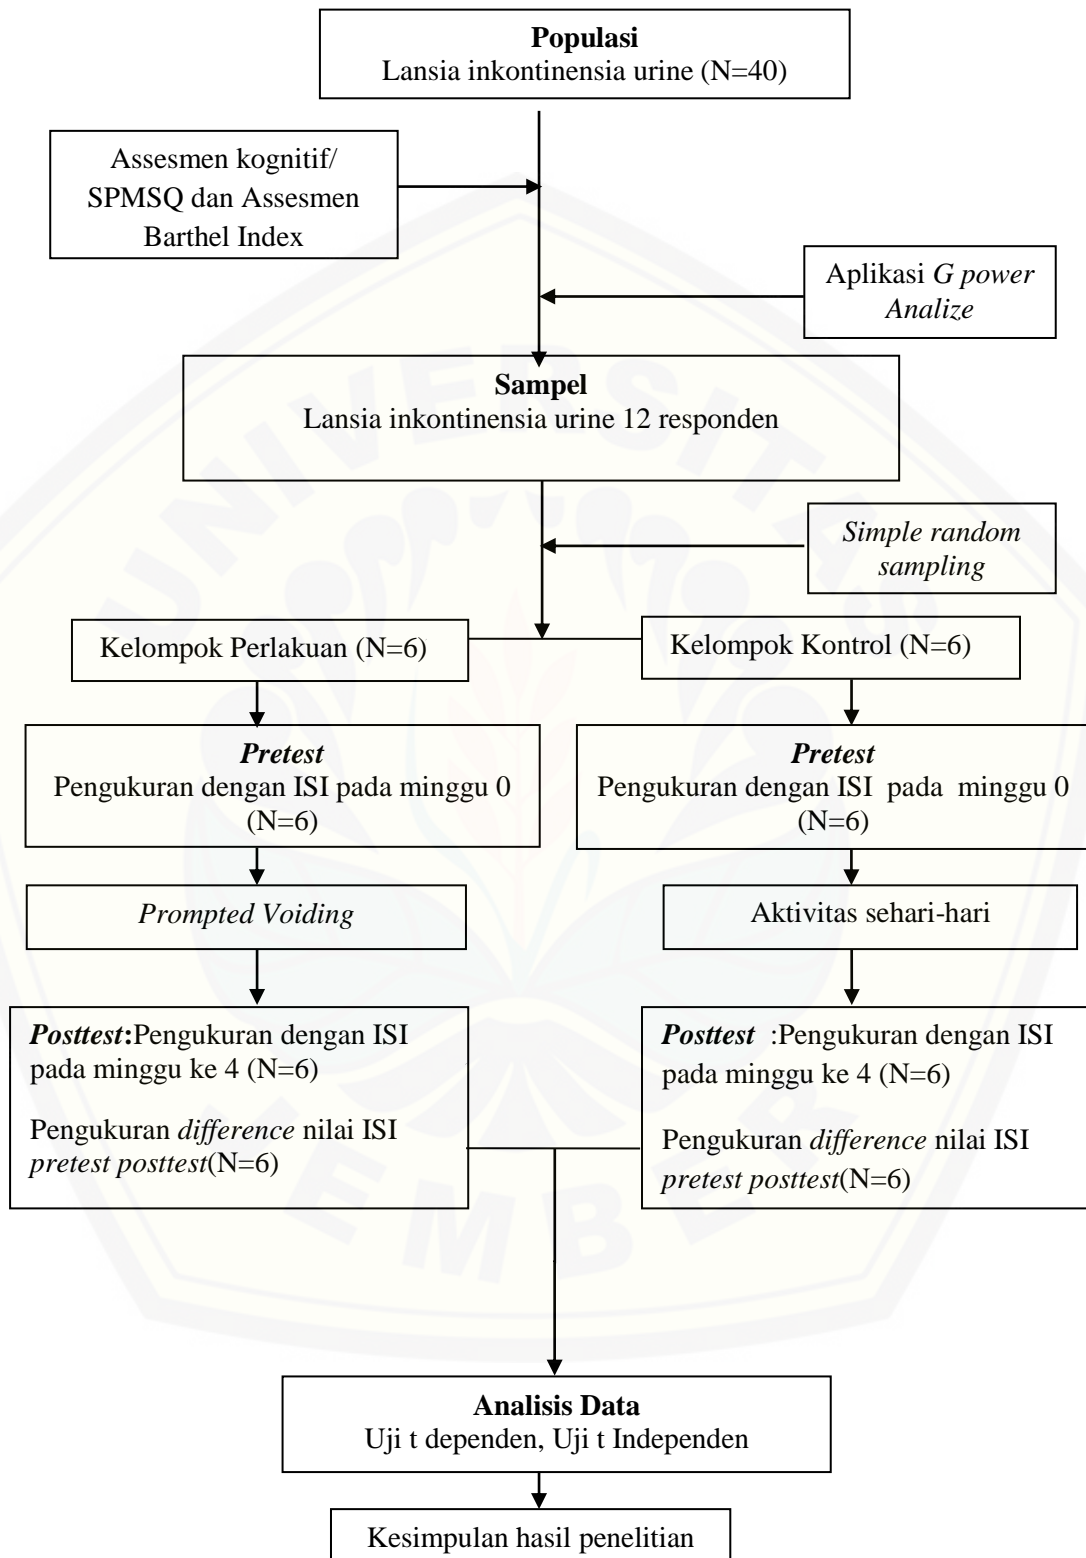 Populasi
Lansia inkontinensia urine (N=40)
Assesmen kognitif/
SPMSQ dan Assesmen
Barthel Index
Aplikasi G power
Analize
Sampel
Lansia inkontinensia urine 12 responden
Simple random
sampling
Kelompok Perlakuan (N=6)
Kelompok Kontrol (N=6)
Pretest
Pengukuran dengan ISI pada minggu 0
(N=6)
Pretest
Pengukuran dengan ISI pada minggu 0
(N=6)
Prompted Voiding
Aktivitas sehari-hari
Posttest:Pengukuran dengan ISI
pada minggu ke 4 (N=6)
Pengukuran difference nilai ISI
pretest posttest(N=6)
Posttest :Pengukuran dengan ISI
pada minggu ke 4 (N=6)
Pengukuran difference nilai ISI
pretest posttest(N=6)
Analisis Data
Uji t dependen, Uji t Independen
Kesimpulan hasil penelitian
UNIVERSITAS
JEMBER